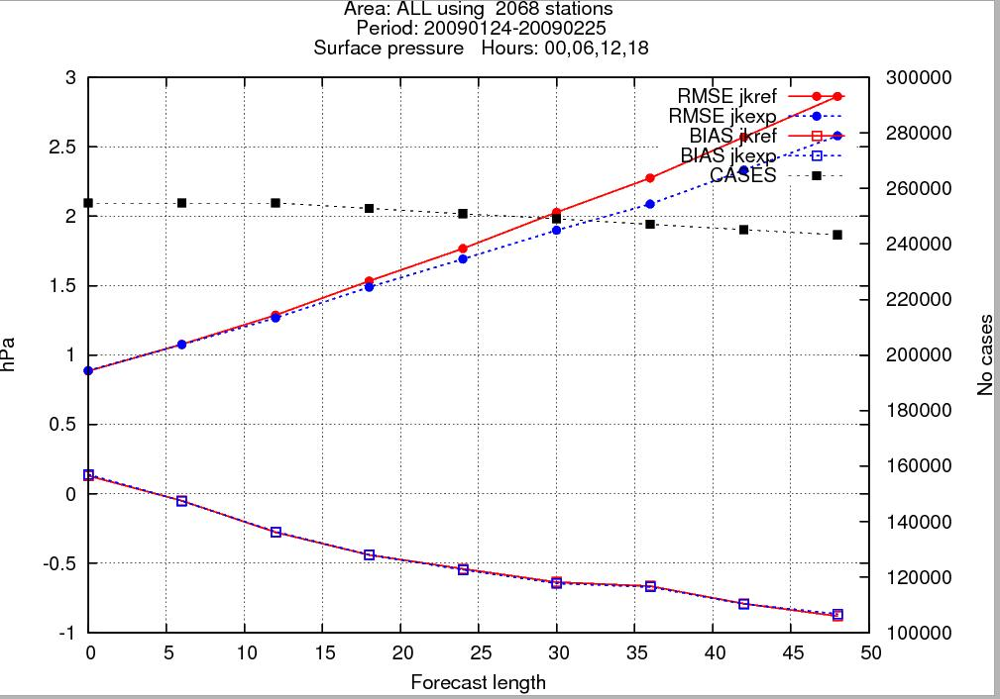 Area: ALL using  2068 stations
Period: 20090124-20090225
Surface pressure   Hours: 00,06,12,18
RMSE jkref
RMSE jkexp
BIAS jkref
BIAS jkexp
CASES
3
2.5
2
1.5
1
0.5
0
-0.5
-1
hPa
300000
280000
260000
240000
220000
200000
180000
160000
140000
120000
100000
No cases
0 5 10 15 20 25 30 35 40 45 50
Forecast length